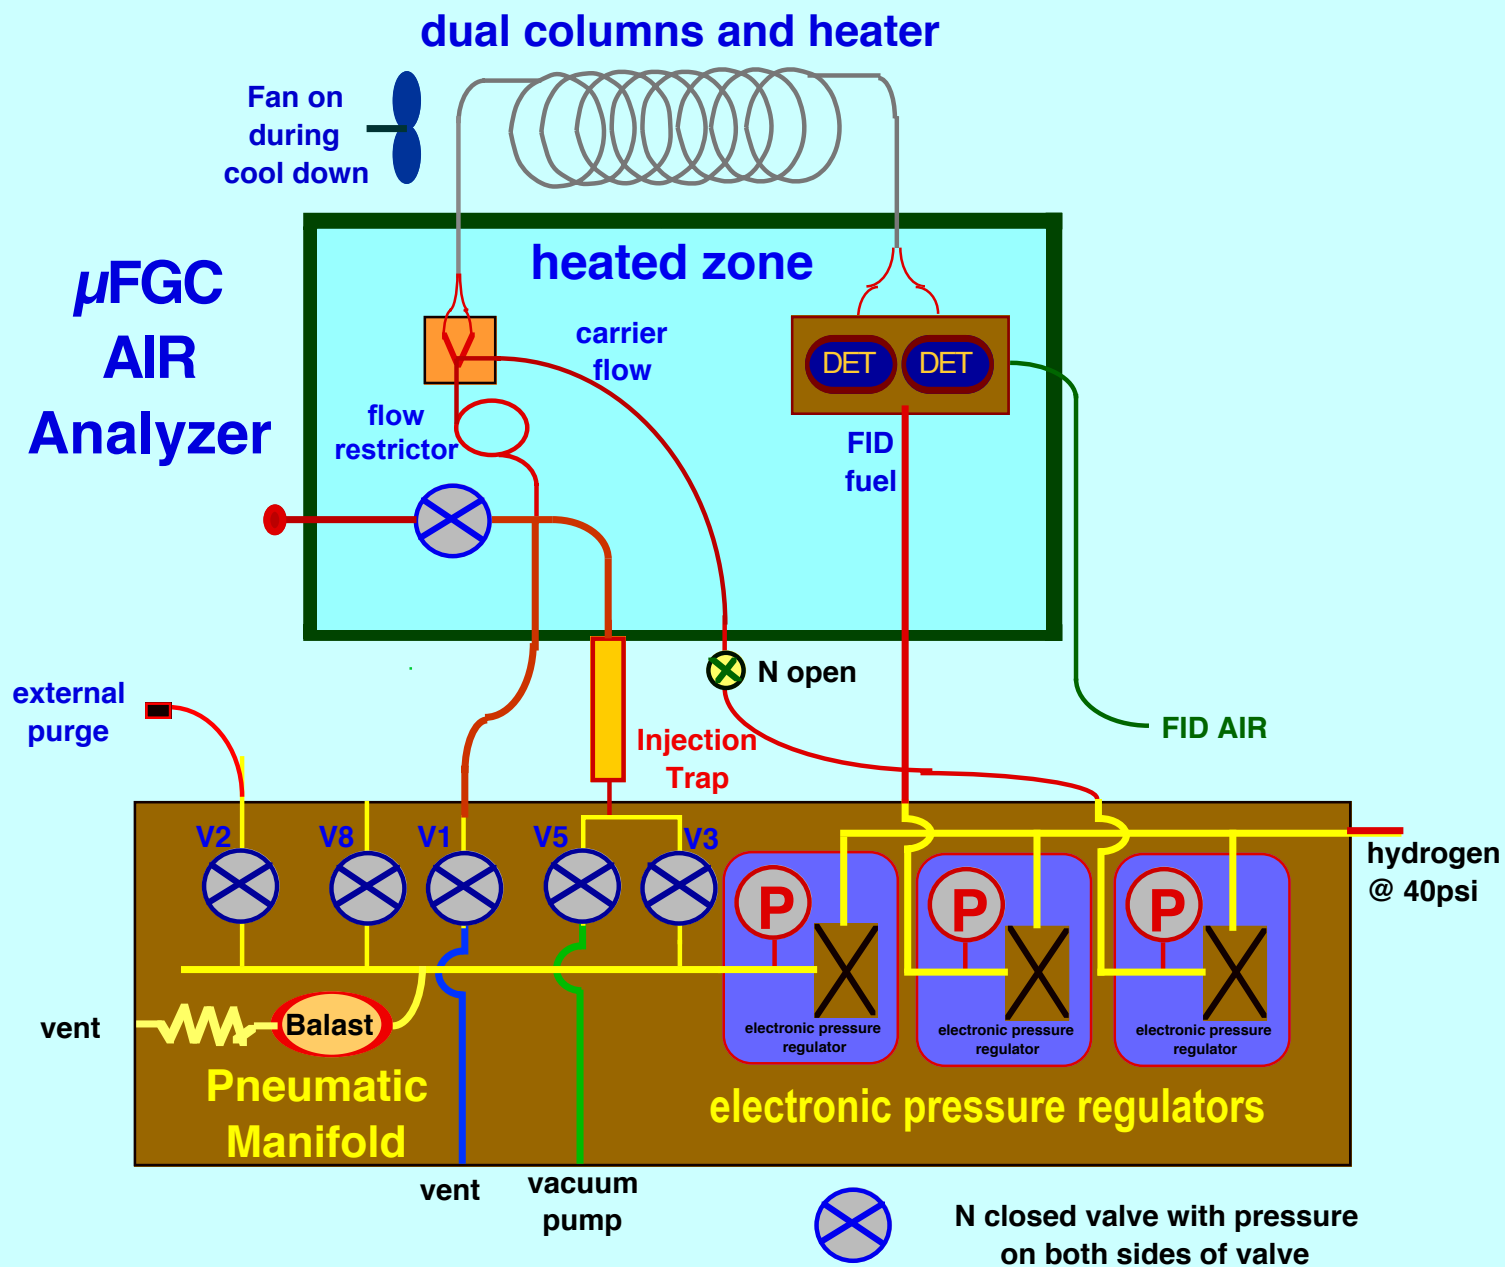 dual columns and heater
Fan on
during
cool down
µFGC
AIR
Analyzer
heated zone
carrier
flow
DET
DET
flow
restrictor
FID
fuel
N open
external
purge
Injection
Trap
FID AIR
V2
V8
V1
V5
V3
hydrogen
@ 40psi
P
P
P
vent
Balast
electronic pressure
regulator
electronic pressure
regulator
electronic pressure
regulator
Pneumatic
Manifold
electronic pressure regulators
vent
vacuum
pump
N closed valve with pressure
on both sides of valve